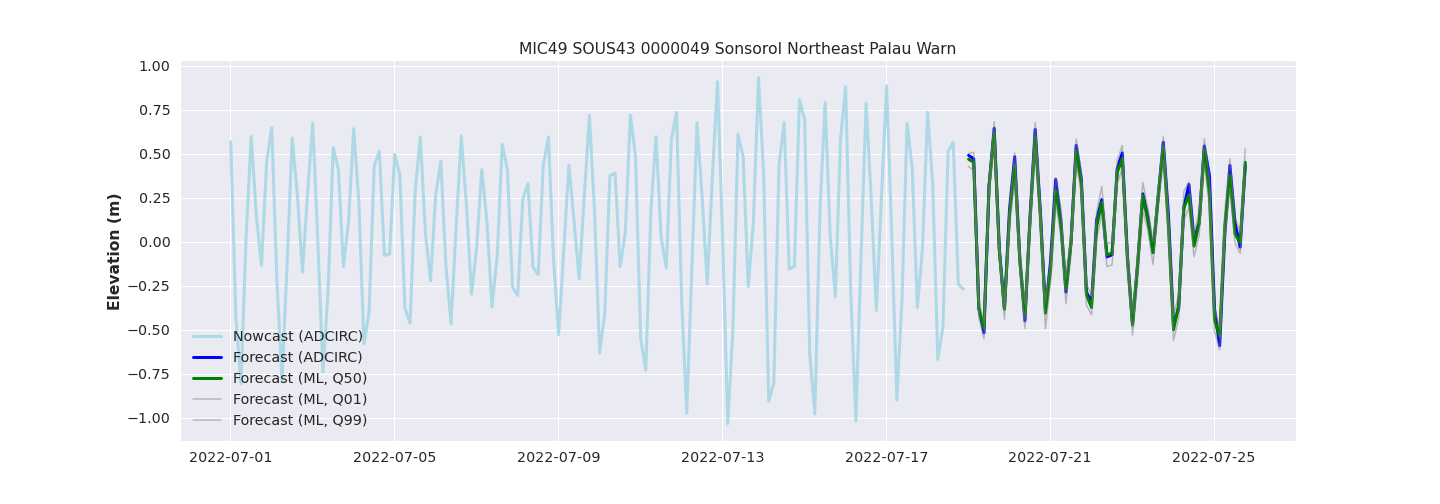 MIC49 SOUS43 0000049 Sonsorol Northeast Palau Warn
1.00
0.75
0.50
0.25
0.00
−0.25
−0.50
−0.75
−1.00
Elevation (m)
Nowcast (ADCIRC)
Forecast (ADCIRC)
Forecast (ML, Q50)
Forecast (ML, Q01)
Forecast (ML, Q99)
2022-07-01 2022-07-05 2022-07-09 2022-07-13 2022-07-17 2022-07-21 2022-07-25